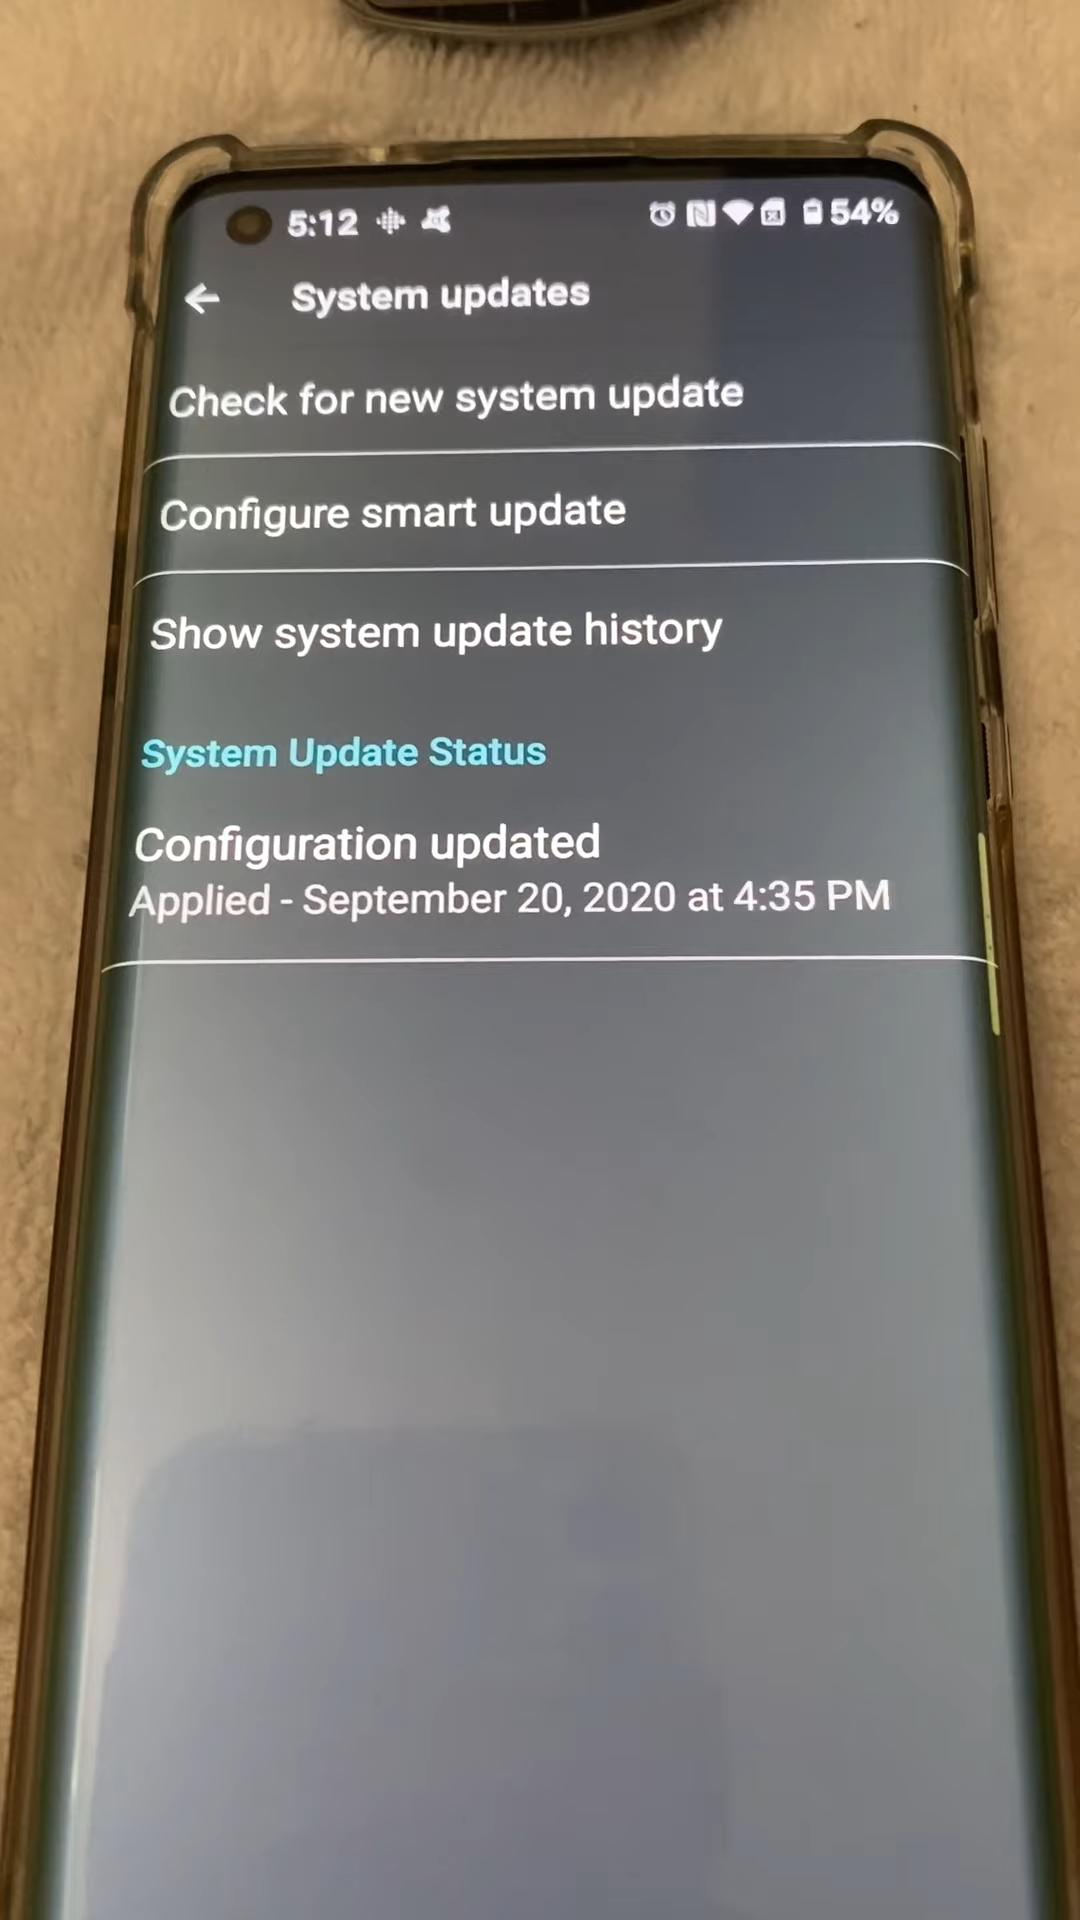 5:12 54%
System updates
Check for new system update
Configure smart update
Show system update history
System Update Status
Configuration updated
Applied - September 20, 2020 at 4:35 PM